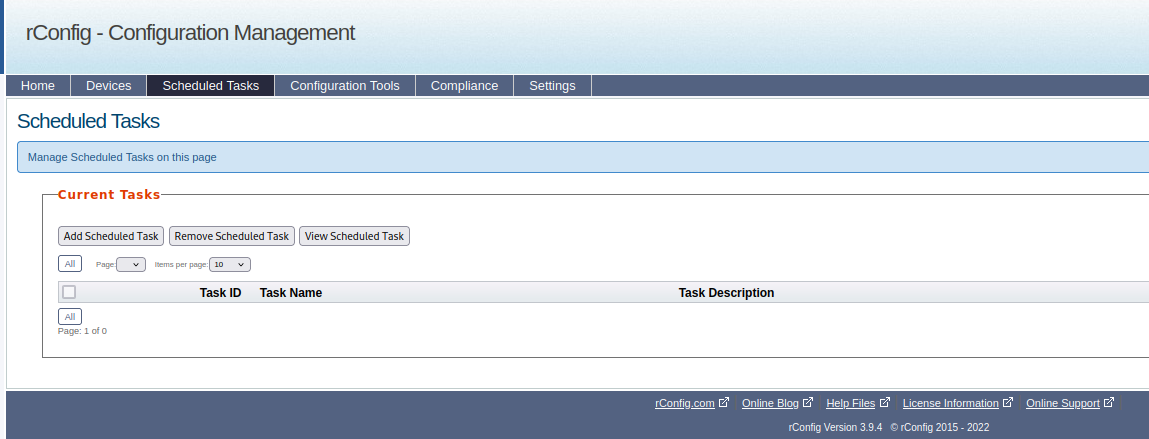 rConfig - Configuration Management
Home Devices Scheduled Tasks Configuration Tools Compliance Settings
Scheduled Tasks
Manage Scheduled Tasks on this page
Current Tasks
Add Scheduled Task Remove Scheduled Task View Scheduled Task
All Page: Items per page: 10
Task ID Task Name Task Description
All
Page: 1 of 0
rConfig.com Online Blog Help Files License Information Online Support
rConfig Version 3.9.4 © rConfig 2015 - 2022